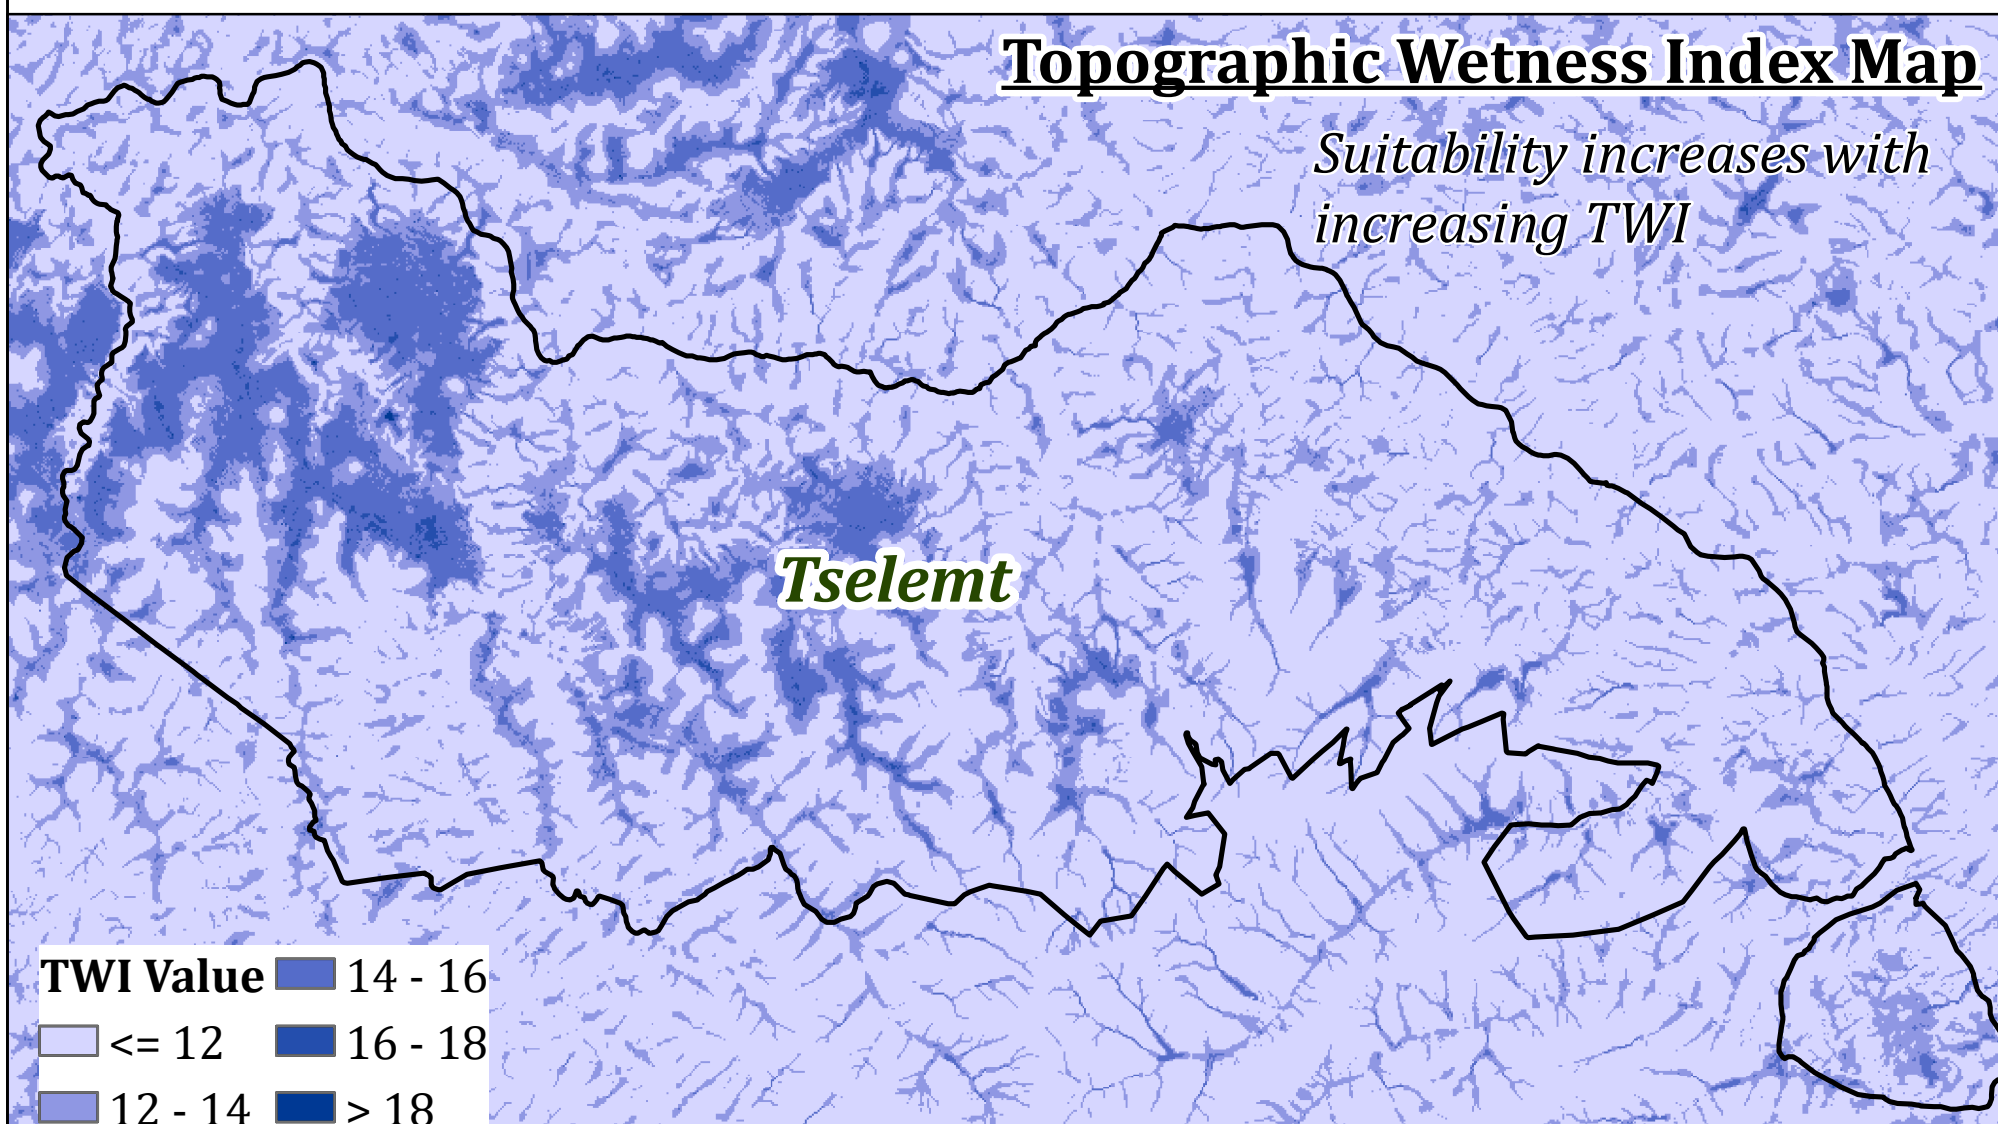 Topographic Wetness Index Map
Suitability increases with
increasing TWI
Tselemt
TWI Value
<= 12
12 - 14
14 - 16
16 - 18
> 18